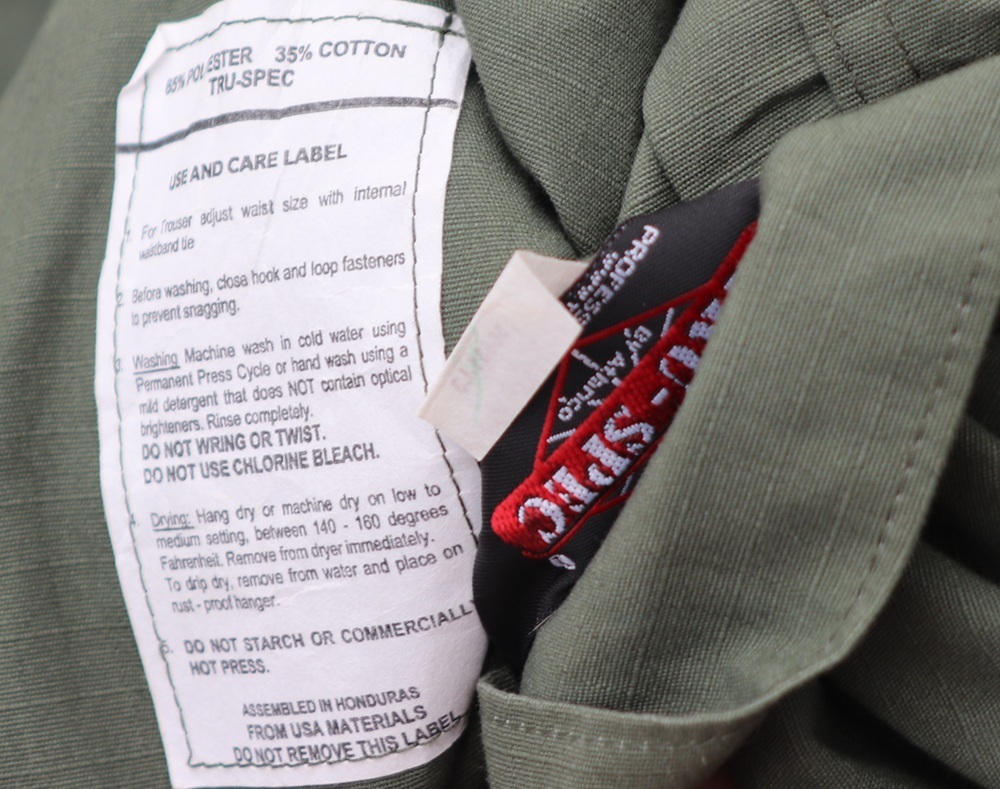 65% POLYESTER 35% COTTON
TRU-SPEC
USE AND CARE LABEL
1. For Trouser adjust waist size with internal
waistband tie
2. Before washing, close hook and loop fasteners
to prevent snagging.
3. Washing Machine wash in cold water using
Permanent Press Cycle or hand wash using a
mild detergent that does NOT contain optical
brighteners. Rinse completely.
DO NOT WRING OR TWIST.
DO NOT USE CHLORINE BLEACH.
4. Drying: Hang dry or machine dry on low to
medium setting, between 140 - 160 degrees
Fahrenheit. Remove from dryer immediately.
To drip dry, remove from water and place on
rust - proof hanger.
5. DO NOT STARCH OR COMMERCIALLY
HOT PRESS.
ASSEMBLED IN HONDURAS
FROM USA MATERIALS
DO NOT REMOVE THIS LABEL
PROFESS
By Atlanco
- SPEC